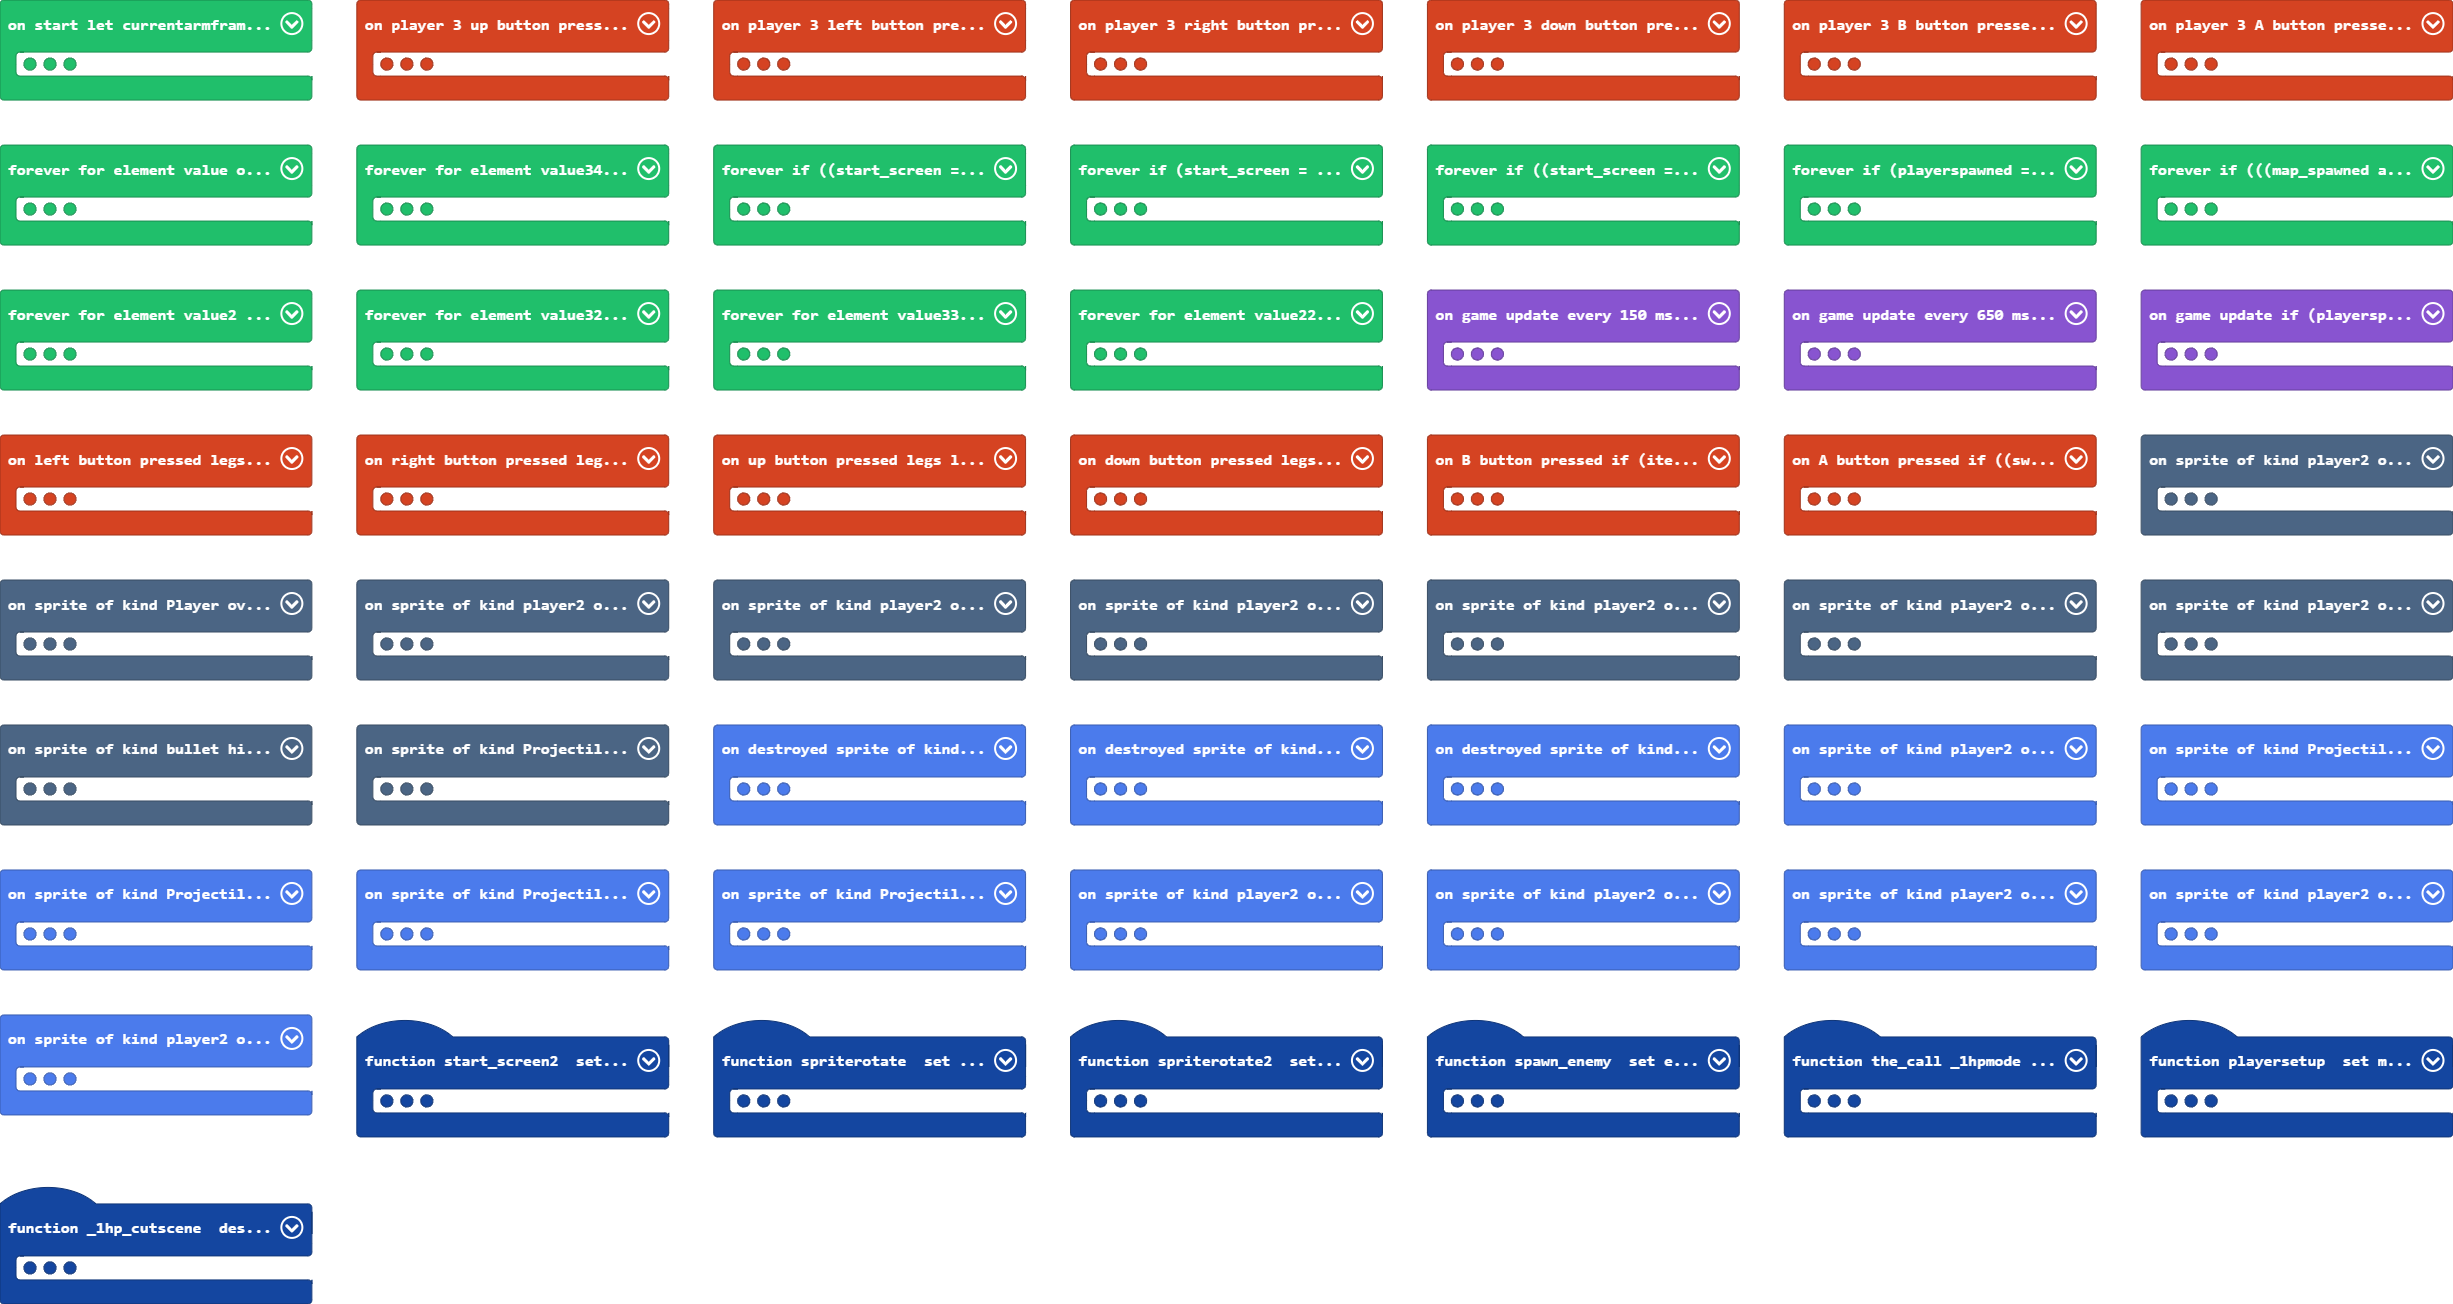 on start let currentarmfram...
on player 3 up button press...
on player 3 left button pre...
on player 3 right button pr...
on player 3 down button pre...
on player 3 B button presse...
on player 3 A button presse...
forever for element value o...
forever for element value34...
forever if ((start_screen =...
forever if (start_screen = ...
forever if ((start_screen =...
forever if (playerspawned =...
forever if (((map_spawned a...
forever for element value2 ...
forever for element value32...
forever for element value33...
forever for element value22...
on game update every 150 ms...
on game update every 650 ms...
on game update if (playersp...
on left button pressed legs...
on right button pressed leg...
on up button pressed legs l...
on down button pressed legs...
on B button pressed if (ite...
on A button pressed if ((sw...
on sprite of kind player2 o...
on sprite of kind Player ov...
on sprite of kind player2 o...
on sprite of kind player2 o...
on sprite of kind player2 o...
on sprite of kind player2 o...
on sprite of kind player2 o...
on sprite of kind player2 o...
on sprite of kind bullet hi...
on sprite of kind Projectil...
on destroyed sprite of kind...
on destroyed sprite of kind...
on destroyed sprite of kind...
on sprite of kind player2 o...
on sprite of kind Projectil...
on sprite of kind Projectil...
on sprite of kind Projectil...
on sprite of kind Projectil...
on sprite of kind player2 o...
on sprite of kind player2 o...
on sprite of kind player2 o...
on sprite of kind player2 o...
on sprite of kind player2 o...
function start_screen2  set...
function spriterotate  set ...
function spriterotate2  set...
function spawn_enemy  set e...
function the_call _1hpmode ...
function playersetup  set m...
function _1hp_cutscene  des...